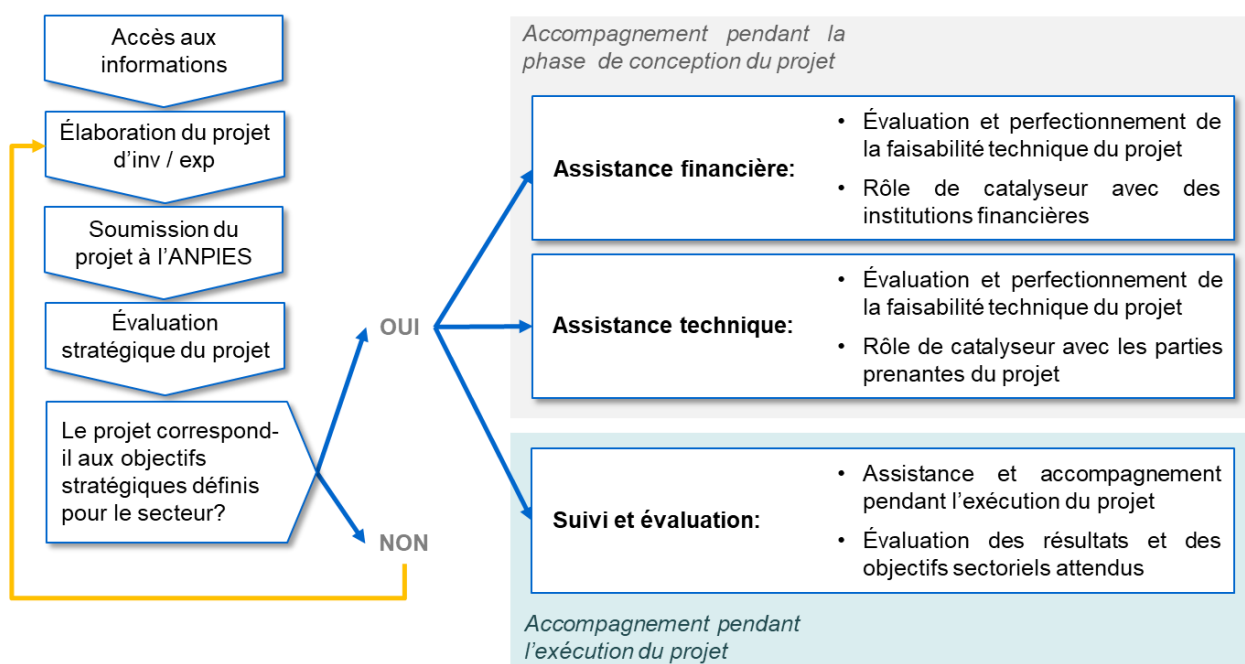 Accès aux
informations
Élaboration du projet
d’inv / exp
Soumission du
projet à l’ANPIES
Évaluation
stratégique du projet
Le projet correspond-
il aux objectifs
stratégiques définis
pour le secteur?
OUI
NON
Accompagnement pendant la
phase de conception du projet
Assistance financière:
• Évaluation et perfectionnement de
la faisabilité technique du projet
• Rôle de catalyseur avec des
institutions financières
Assistance technique:
• Évaluation et perfectionnement de
la faisabilité technique du projet
• Rôle de catalyseur avec les parties
prenantes du projet
Suivi et évaluation:
• Assistance et accompagnement
pendant l’exécution du projet
• Évaluation des résultats et des
objectifs sectoriels attendus
Accompagnement pendant
l’exécution du projet